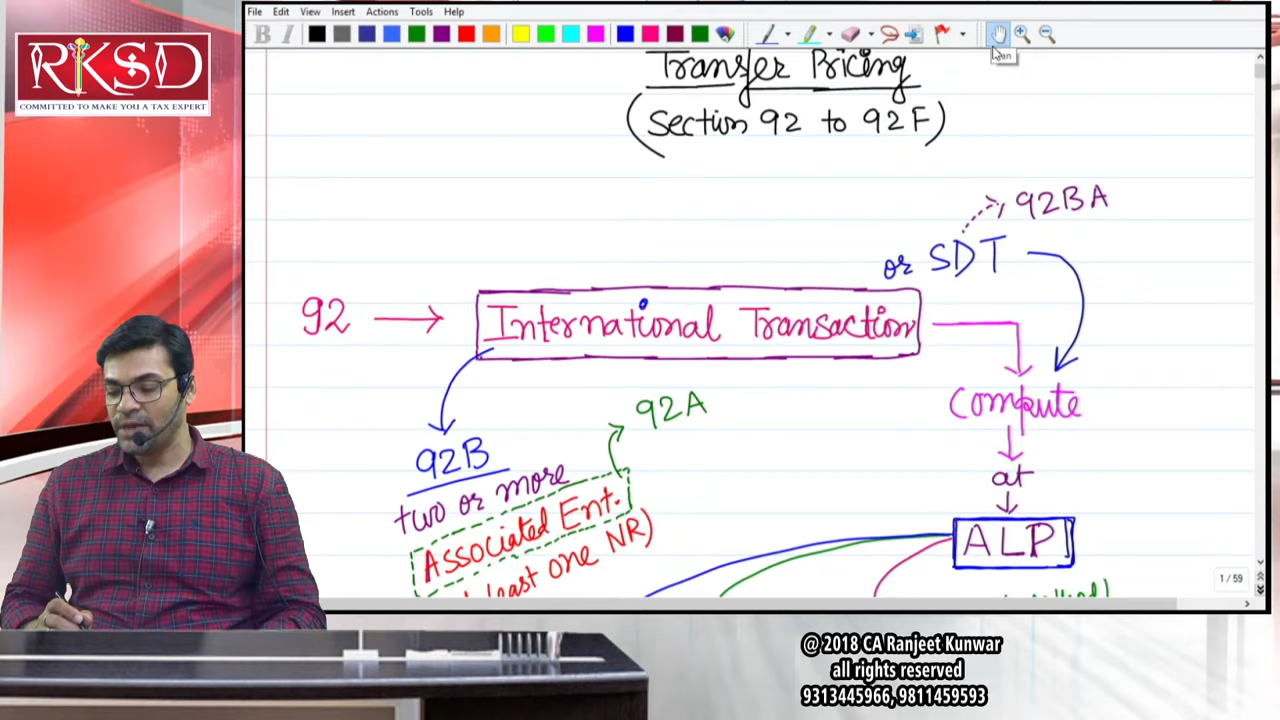 File Edit View Insert Actions Tools Help
B I
RKSD
COMMITTED TO MAKE YOU A TAX EXPERT
Transfer Pricing
(Section 92 to 92F)
92BA
or SDT
92 → International Transaction
92A
Compute
92B
at
two or more
Associated Ent.
least one NR)
ALP
1 / 59
@ 2018 CA Ranjeet Kunwar
all rights reserved
9313445966, 9811459593